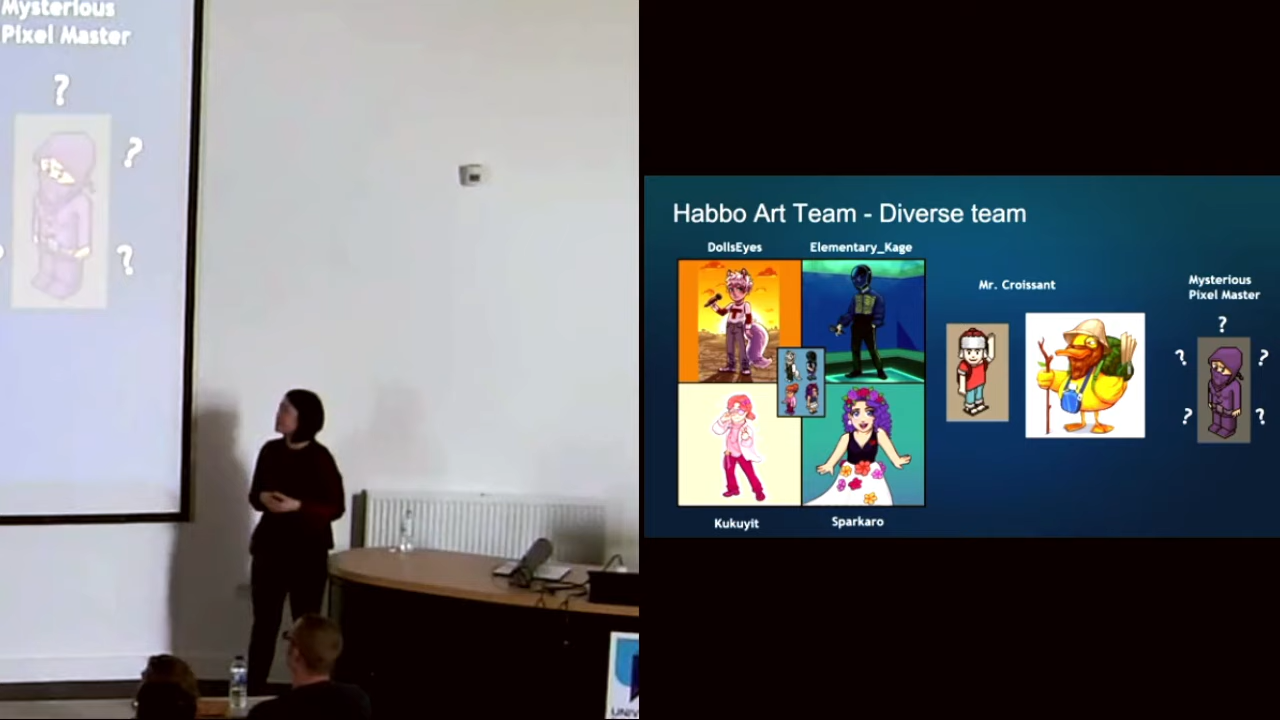 Mysterious
Pixel Master
?
?
?
Habbo Art Team - Diverse team
DollsEyes
Elementary_Kage
Mr. Croissant
Mysterious
Pixel Master
?
?
?
?
?
T
Kukuyit
Sparkaro